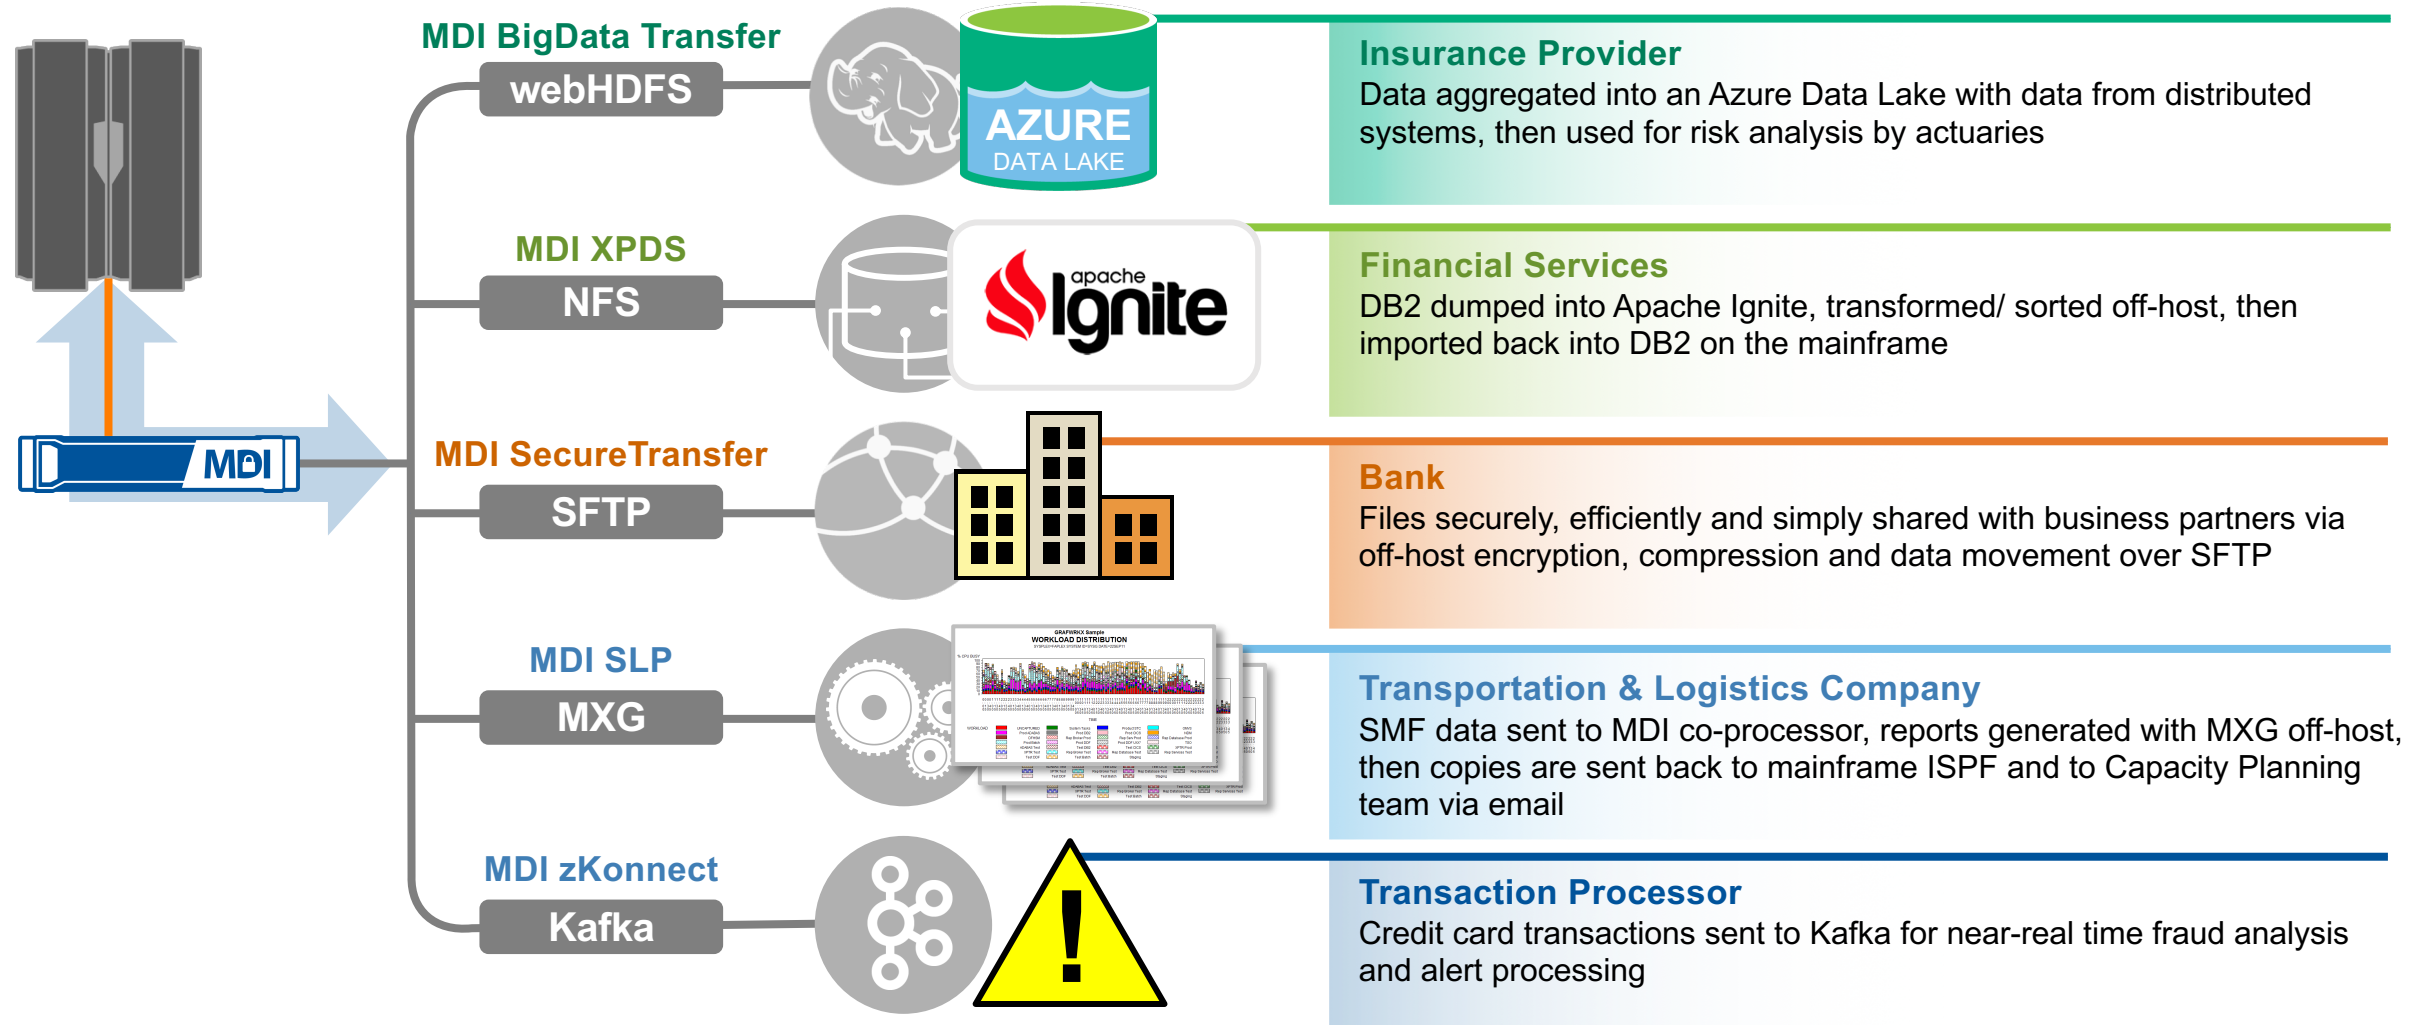 MDI BigData Transfer
webHDFS
AZURE
DATA LAKE
Insurance Provider
Data aggregated into an Azure Data Lake with data from distributed
systems, then used for risk analysis by actuaries
MDI XPDS
NFS
apache
Ignite
Financial Services
DB2 dumped into Apache Ignite, transformed/ sorted off-host, then
imported back into DB2 on the mainframe
MDI
MDI SecureTransfer
SFTP
Bank
Files securely, efficiently and simply shared with business partners via
off-host encryption, compression and data movement over SFTP
MDI SLP
MXG
GRAFWRKX Sample
WORKLOAD DISTRIBUTION
% CPU BUSY
TIME
WORKLOAD
Transportation & Logistics Company
SMF data sent to MDI co-processor, reports generated with MXG off-host,
then copies are sent back to mainframe ISPF and to Capacity Planning
team via email
MDI zKonnect
Kafka
!
Transaction Processor
Credit card transactions sent to Kafka for near-real time fraud analysis
and alert processing